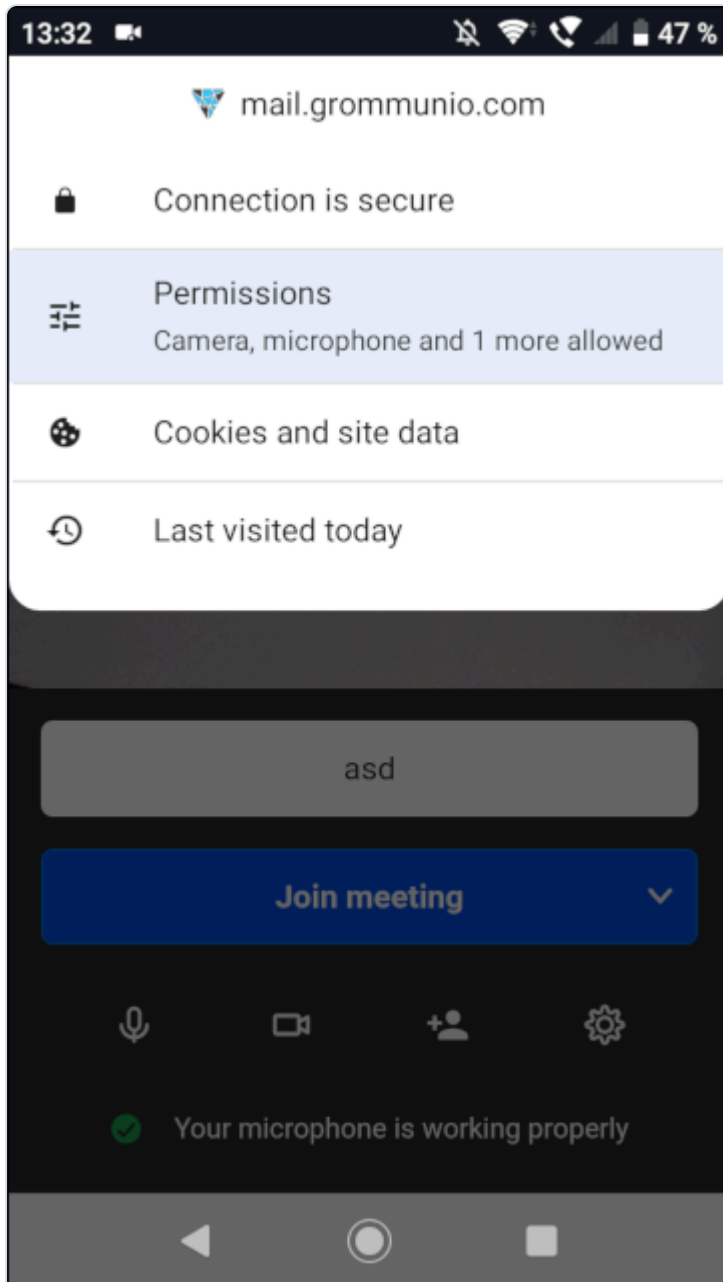 13:32 47 %
mail.grommunio.com
Connection is secure
Permissions
Camera, microphone and 1 more allowed
Cookies and site data
Last visited today
asd
Join meeting
Your microphone is working properly